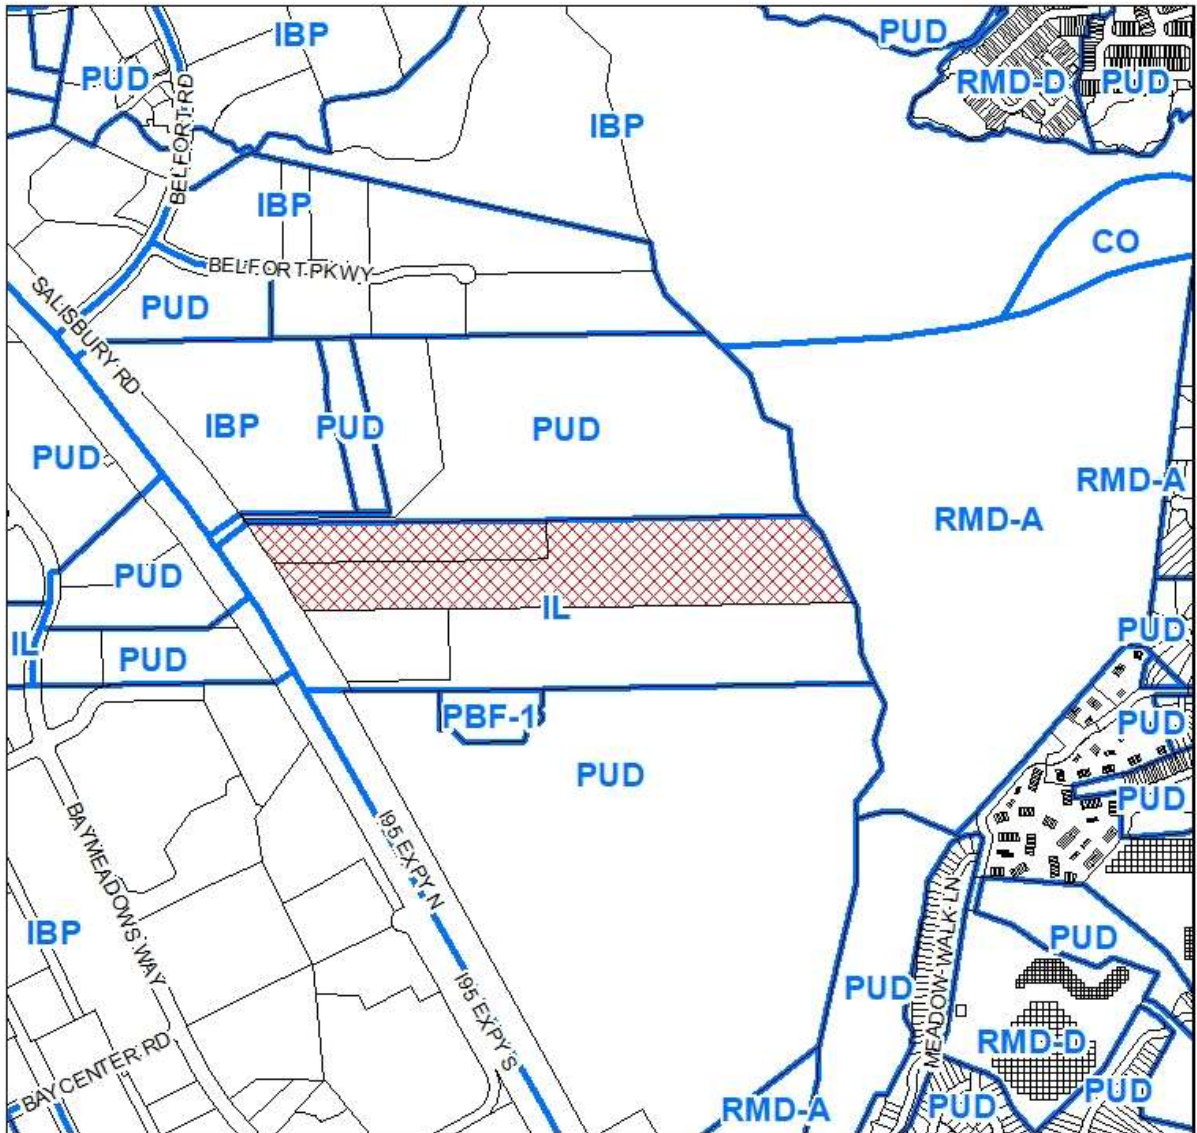 IBP
PUD
PUD
BELFORT RD
RMD-D
PUD
IBP
IBP
CO
BELFORT PKWY
PUD
SALISBURY RD
IBP
PUD
PUD
PUD
RMD-A
RMD-A
PUD
IL
IL
PUD
PUD
PBF-1
PUD
PUD
PUD
I95 EXPY N
BAYMEADOWS WAY
IBP
PUD
MEADOW WALK LN
PUD
I95 EXPY S
RMD-D
BAYCENTER RD
RMD-A
PUD
PUD